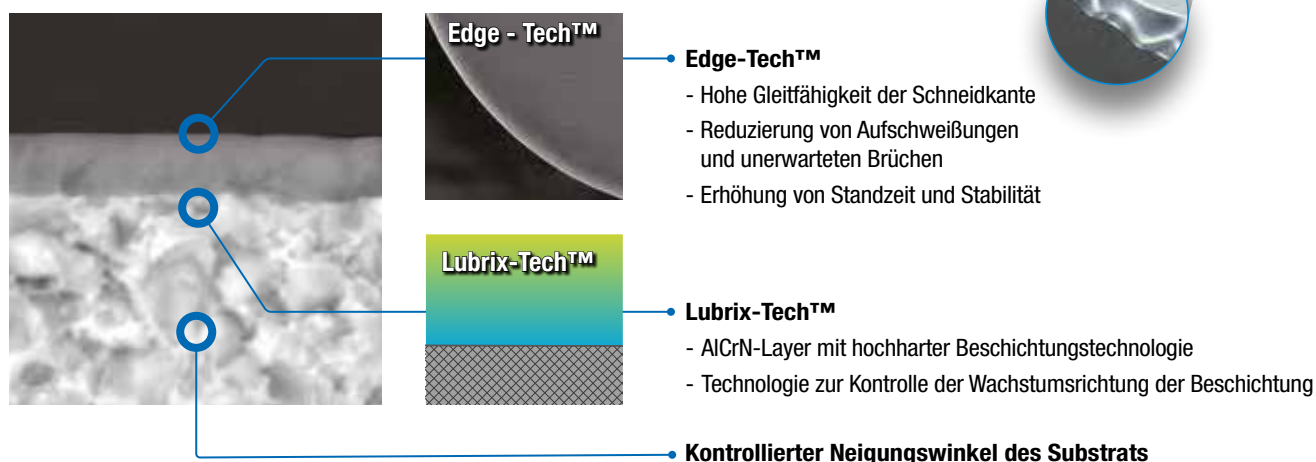 Edge - Tech™
Edge-Tech™
- Hohe Gleitfähigkeit der Schneidkante
- Reduzierung von Aufschweißungen
und unerwarteten Brüchen
- Erhöhung von Standzeit und Stabilität
Lubrix-Tech™
Lubrix-Tech™
- AlCrN-Layer mit hochharter Beschichtungstechnologie
- Technologie zur Kontrolle der Wachstumsrichtung der Beschichtung
Kontrollierter Neigungswinkel des Substrats